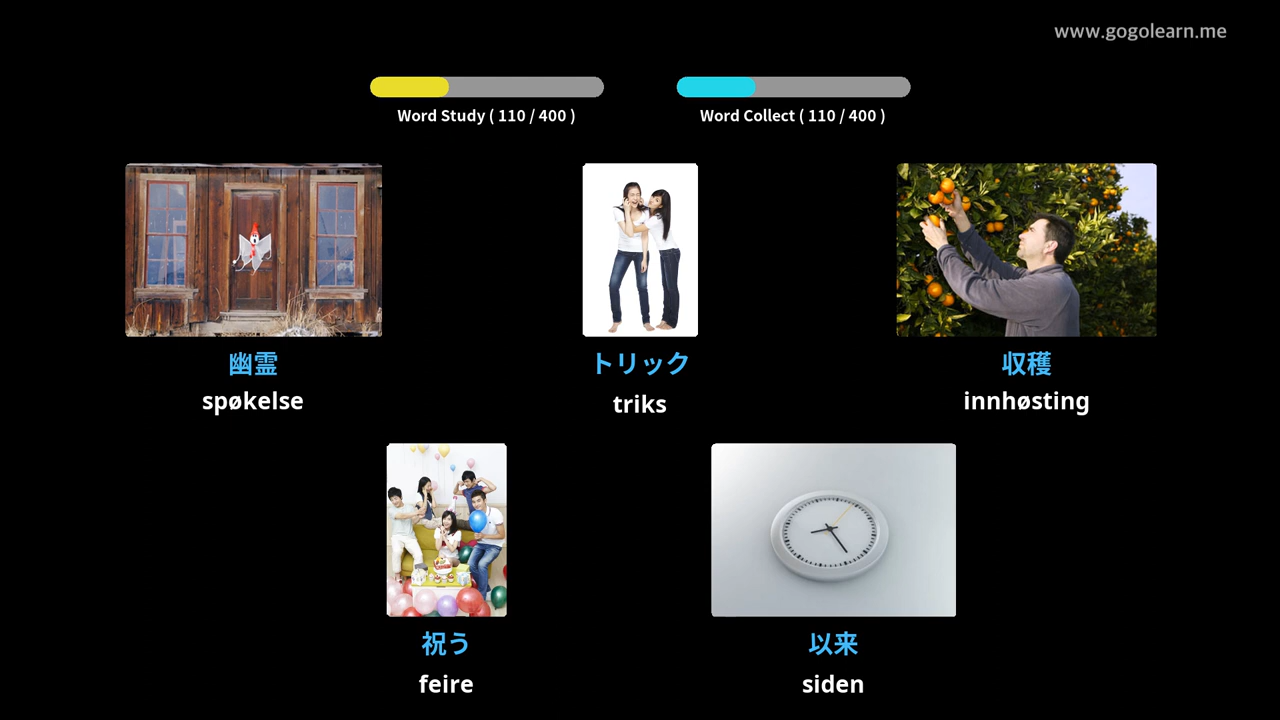 www.gogolearn.me
Word Study ( 110 / 400 )
Word Collect ( 110 / 400 )
幽霊
spøkelse
トリック
triks
収穫
innhøsting
祝う
feire
以来
siden